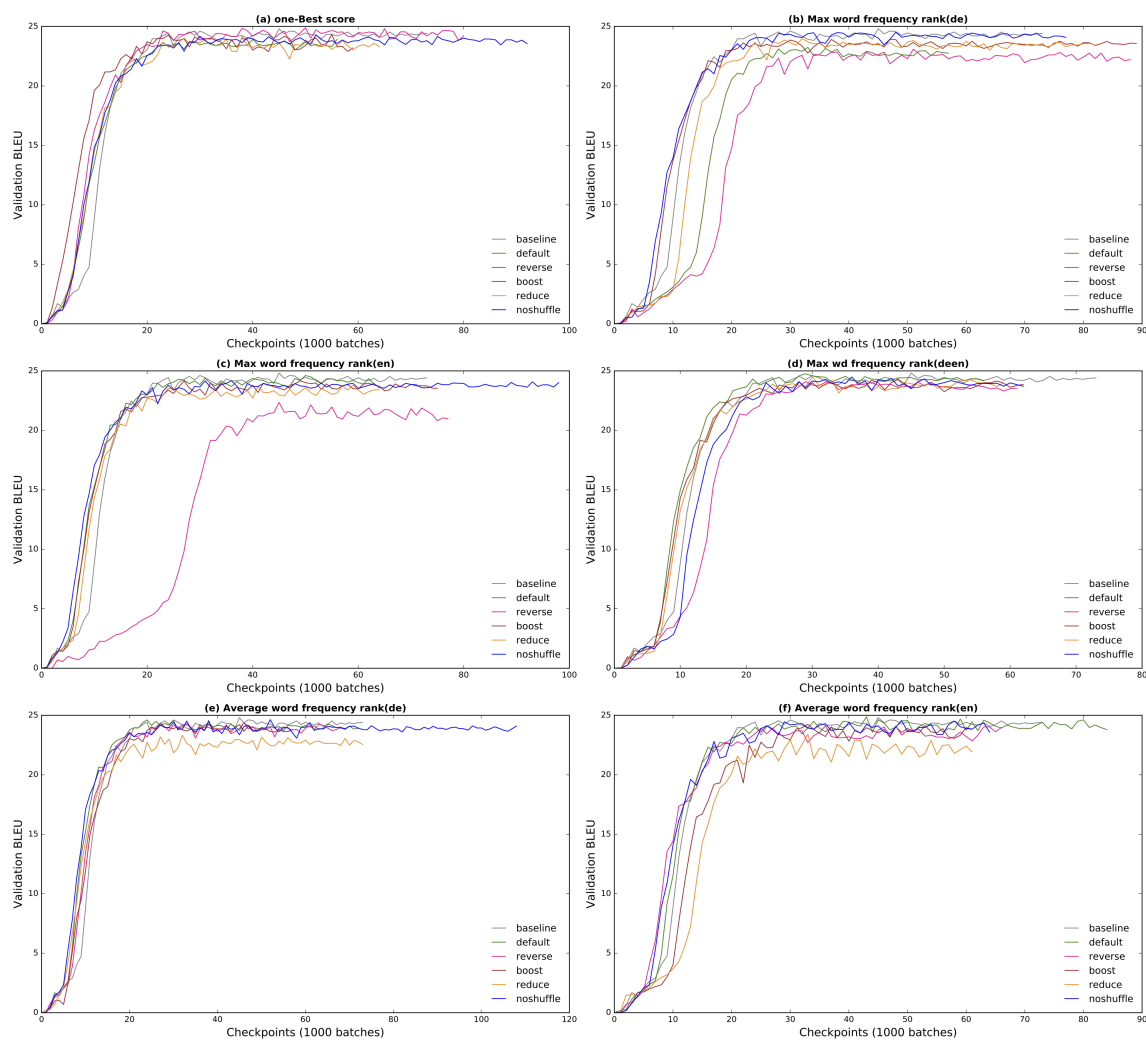 (a) one-Best score
Validation BLEU
25
20
15
10
5
0
baseline
default
reverse
boost
reduce
noshuffle
0 20 40 60 80 100
Checkpoints (1000 batches)
(b) Max word frequency rank(de)
Validation BLEU
25
20
15
10
5
0
baseline
default
reverse
boost
reduce
noshuffle
0 10 20 30 40 50 60 70 80 90
Checkpoints (1000 batches)
(c) Max word frequency rank(en)
Validation BLEU
25
20
15
10
5
0
baseline
default
reverse
boost
reduce
noshuffle
0 20 40 60 80 100
Checkpoints (1000 batches)
(d) Max wd frequency rank(deen)
Validation BLEU
25
20
15
10
5
0
baseline
default
reverse
boost
reduce
noshuffle
0 10 20 30 40 50 60 70 80
Checkpoints (1000 batches)
(e) Average word frequency rank(de)
Validation BLEU
25
20
15
10
5
0
baseline
default
reverse
boost
reduce
noshuffle
0 20 40 60 80 100 120
Checkpoints (1000 batches)
(f) Average word frequency rank(en)
Validation BLEU
25
20
15
10
5
0
baseline
default
reverse
boost
reduce
noshuffle
0 10 20 30 40 50 60 70 80 90
Checkpoints (1000 batches)